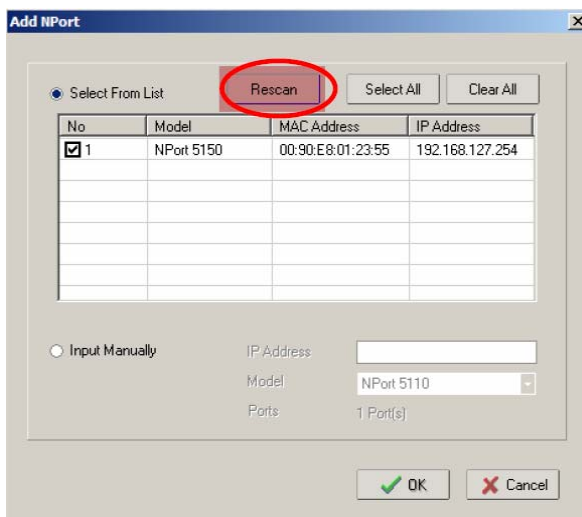 Add NPort
Select From List Rescan Select All Clear All
No Model MAC Address IP Address
1 NPort 5150 00:90:E8:01:23:55 192.168.127.254
Input Manually IP Address
Model NPort 5110
Ports 1 Port(s)
OK Cancel